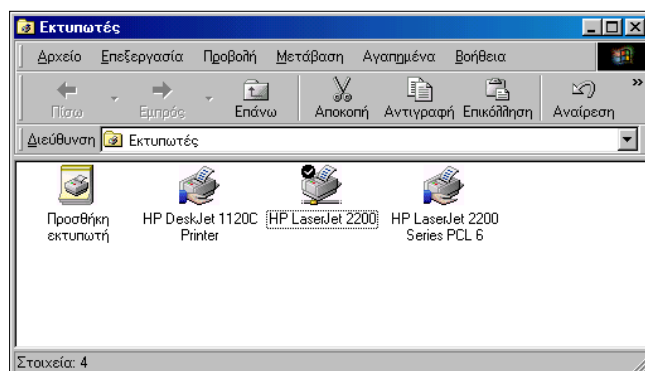 Εκτυπωτές
Αρχείο Επεξεργασία Προβολή Μετάβαση Αγαπημένα Βοήθεια
Πίσω Εμπρός Επάνω Αποκοπή Αντιγραφή Επικόλληση Αναίρεση »
Διεύθυνση Εκτυπωτές
Προσθήκη εκτυπωτή
HP DeskJet 1120C Printer
HP LaserJet 2200
HP LaserJet 2200 Series PCL 6
Στοιχεία: 4